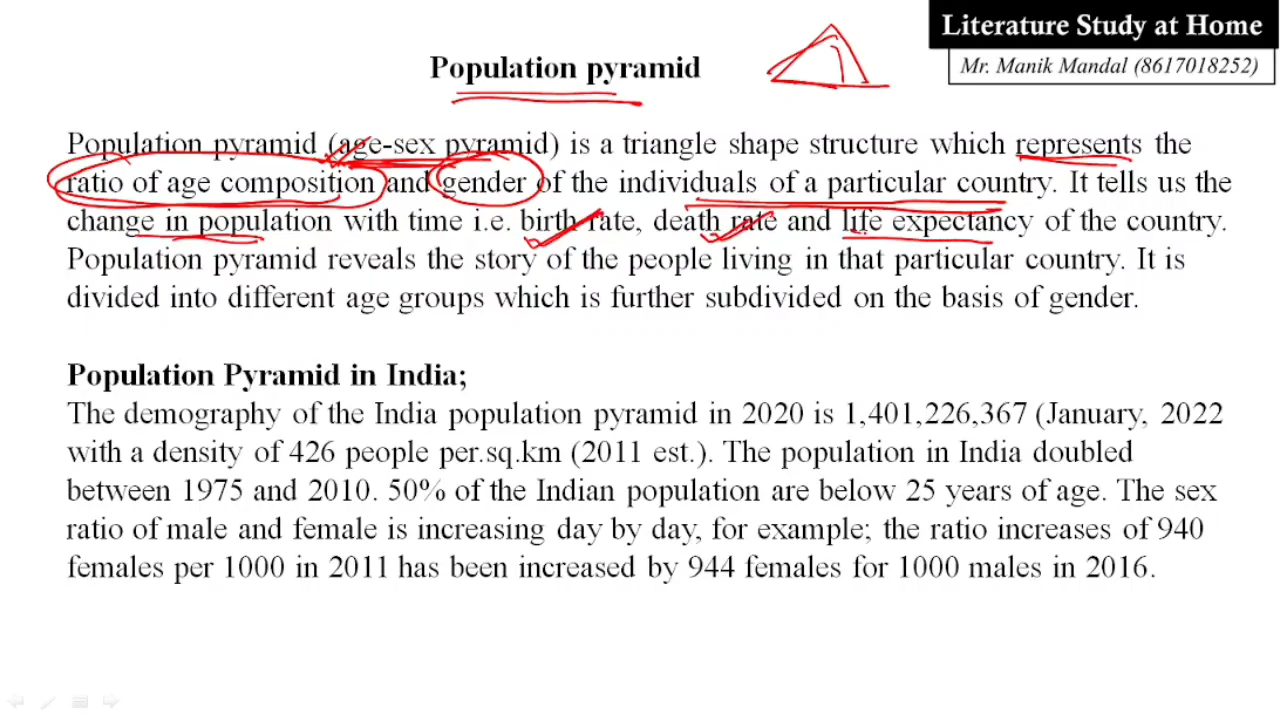 Literature Study at Home
Mr. Manik Mandal (8617018252)
Population pyramid
Population pyramid (age-sex pyramid) is a triangle shape structure which represents the
ratio of age composition and gender of the individuals of a particular country. It tells us the
change in population with time i.e. birth rate, death rate and life expectancy of the country.
Population pyramid reveals the story of the people living in that particular country. It is
divided into different age groups which is further subdivided on the basis of gender.
Population Pyramid in India;
The demography of the India population pyramid in 2020 is 1,401,226,367 (January, 2022
with a density of 426 people per.sq.km (2011 est.). The population in India doubled
between 1975 and 2010. 50% of the Indian population are below 25 years of age. The sex
ratio of male and female is increasing day by day, for example; the ratio increases of 940
females per 1000 in 2011 has been increased by 944 females for 1000 males in 2016.